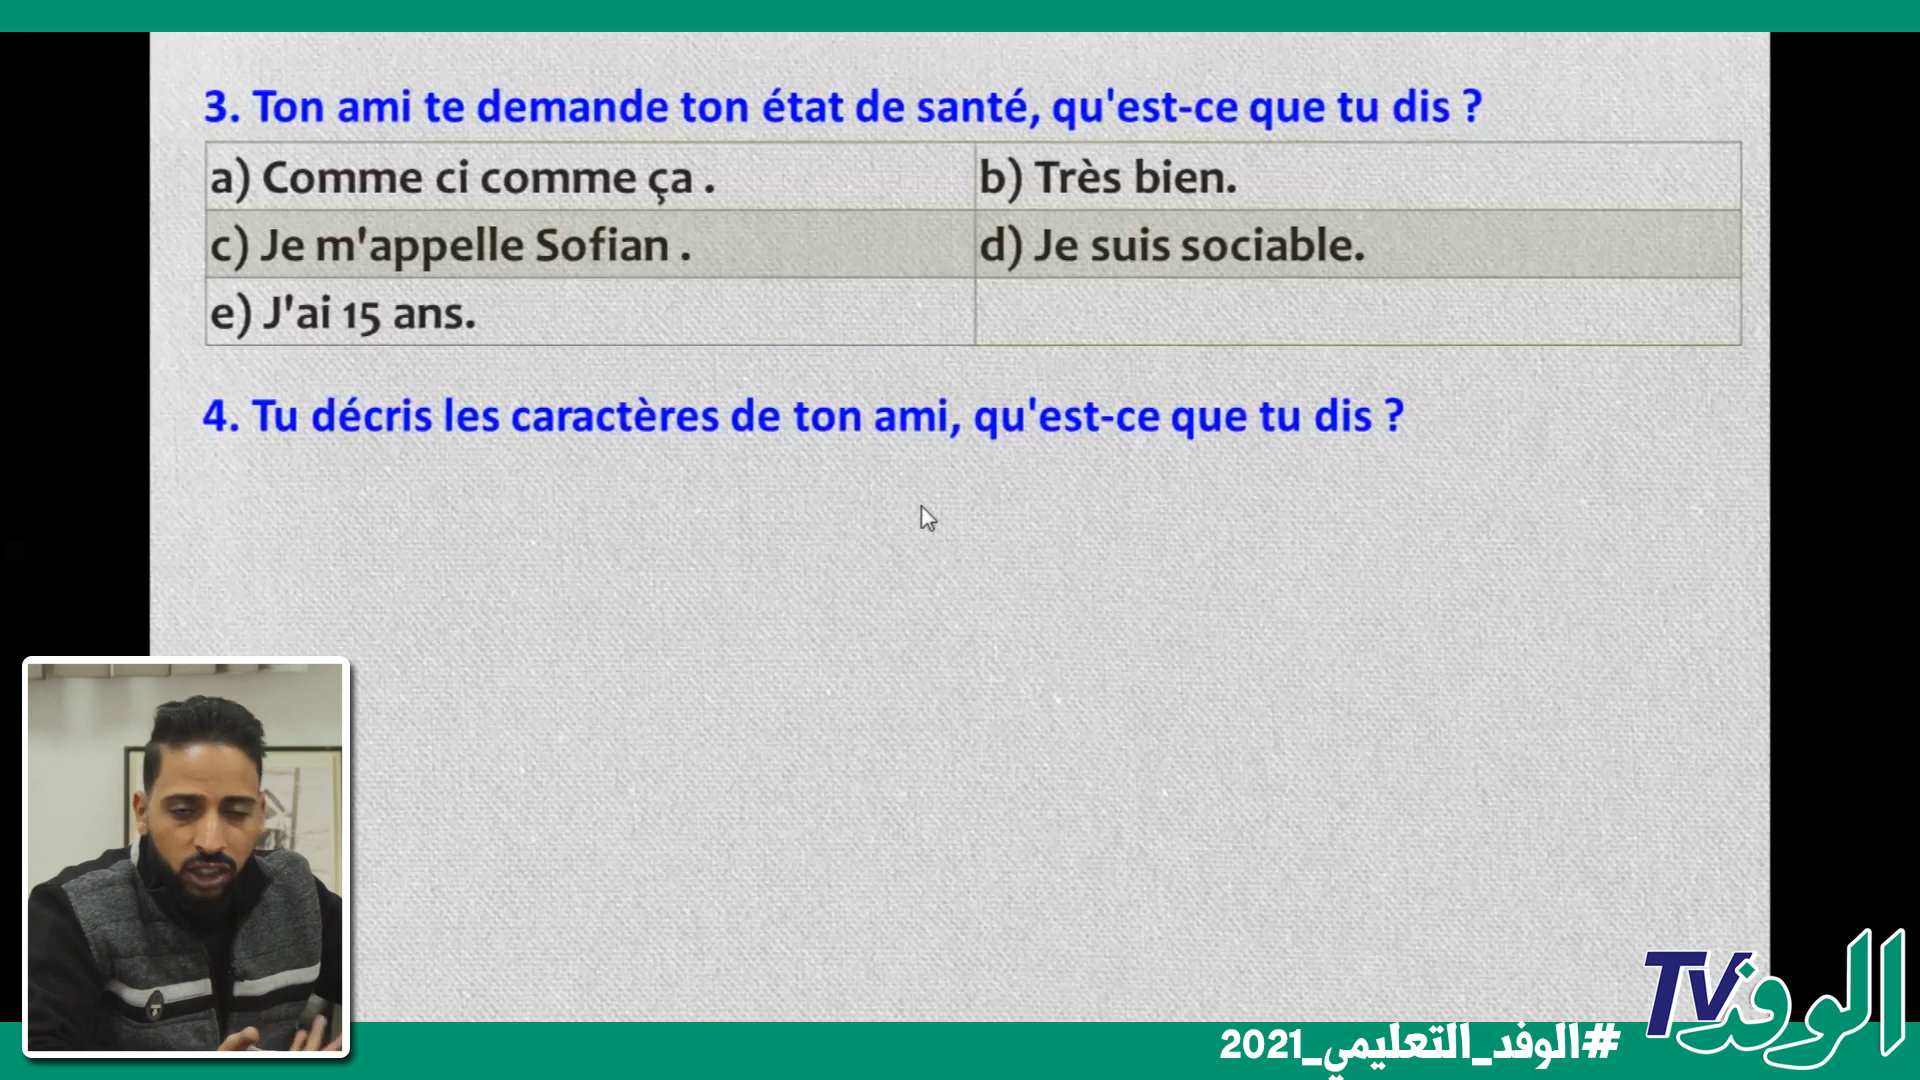 3. Ton ami te demande ton état de santé, qu'est-ce que tu dis ?
a) Comme ci comme ça .
b) Très bien.
c) Je m'appelle Sofian .
d) Je suis sociable.
e) J'ai 15 ans.
4. Tu décris les caractères de ton ami, qu'est-ce que tu dis ?
الوفد TV
#الوفد_التعليمي_2021